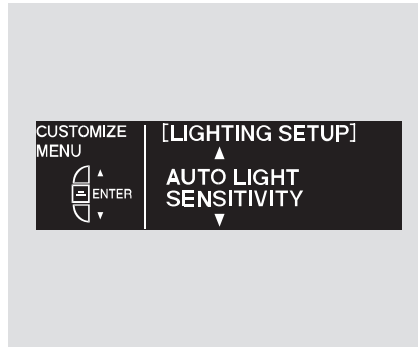 CUSTOMIZE
MENU
ENTER
[LIGHTING SETUP]
AUTO LIGHT
SENSITIVITY